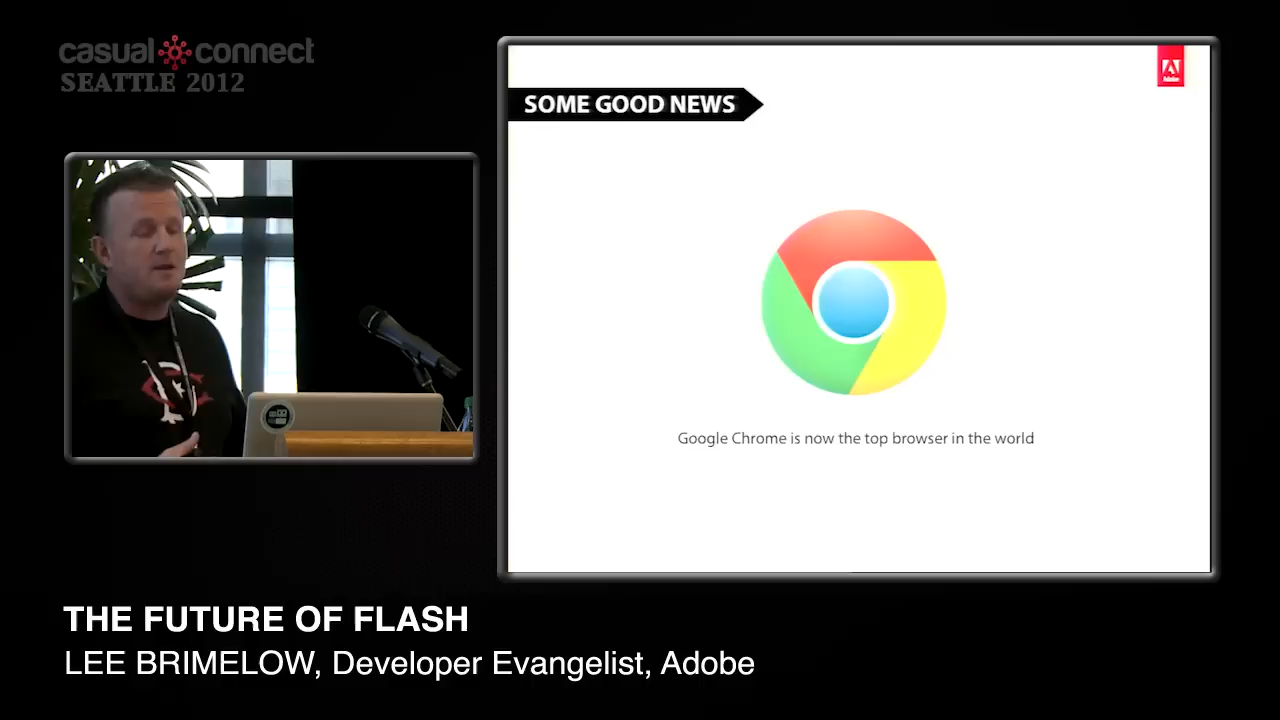 casual connect
SEATTLE 2012
Adobe
SOME GOOD NEWS
Google Chrome is now the top browser in the world
THE FUTURE OF FLASH
LEE BRIMELOW, Developer Evangelist, Adobe